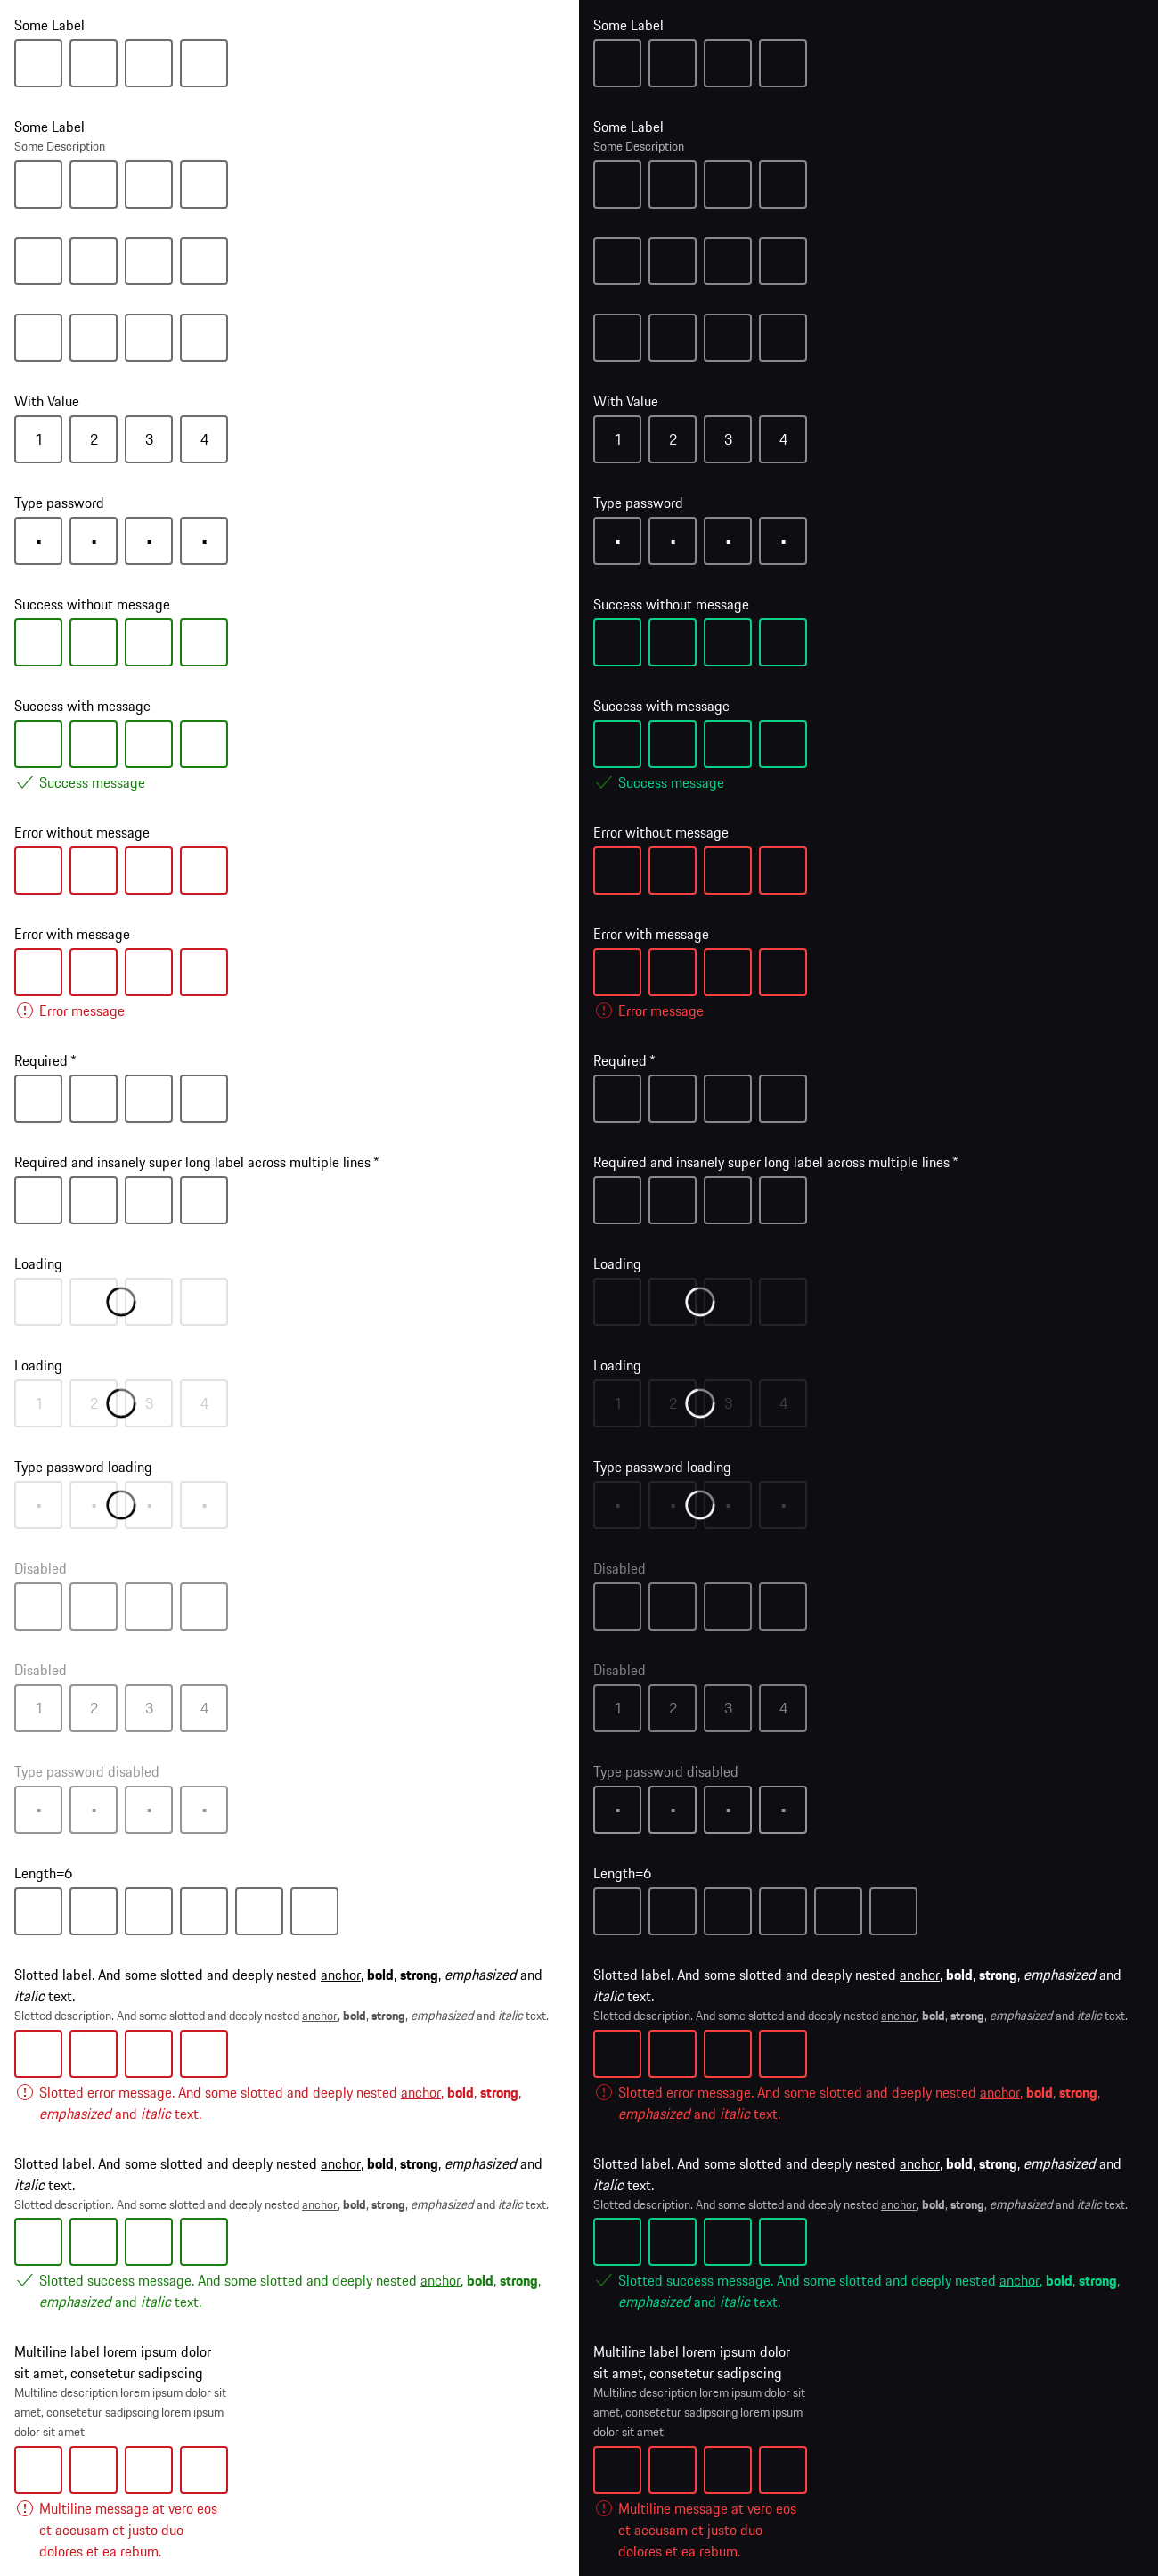 Some Label
Some Label
Some Description
With Value
1 2 3 4
Type password
Success without message
Success with message
Success message
Error without message
Error with message
Error message
Required *
Required and insanely super long label across multiple lines *
Loading
Loading
1 2 3 4
Type password loading
Disabled
Disabled
1 2 3 4
Type password disabled
Length=6
Slotted label. And some slotted and deeply nested anchor, bold, strong, emphasized and
italic text.
Slotted description. And some slotted and deeply nested anchor, bold, strong, emphasized and italic text.
Slotted error message. And some slotted and deeply nested anchor, bold, strong,
emphasized and italic text.
Slotted label. And some slotted and deeply nested anchor, bold, strong, emphasized and
italic text.
Slotted description. And some slotted and deeply nested anchor, bold, strong, emphasized and italic text.
Slotted success message. And some slotted and deeply nested anchor, bold, strong,
emphasized and italic text.
Multiline label lorem ipsum dolor
sit amet, consetetur sadipscing
Multiline description lorem ipsum dolor sit
amet, consetetur sadipscing lorem ipsum
dolor sit amet
Multiline message at vero eos
et accusam et justo duo
dolores et ea rebum.
Some Label
Some Label
Some Description
With Value
1 2 3 4
Type password
Success without message
Success with message
Success message
Error without message
Error with message
Error message
Required *
Required and insanely super long label across multiple lines *
Loading
Loading
1 2 3 4
Type password loading
Disabled
Disabled
1 2 3 4
Type password disabled
Length=6
Slotted label. And some slotted and deeply nested anchor, bold, strong, emphasized and
italic text.
Slotted description. And some slotted and deeply nested anchor, bold, strong, emphasized and italic text.
Slotted error message. And some slotted and deeply nested anchor, bold, strong,
emphasized and italic text.
Slotted label. And some slotted and deeply nested anchor, bold, strong, emphasized and
italic text.
Slotted description. And some slotted and deeply nested anchor, bold, strong, emphasized and italic text.
Slotted success message. And some slotted and deeply nested anchor, bold, strong,
emphasized and italic text.
Multiline label lorem ipsum dolor
sit amet, consetetur sadipscing
Multiline description lorem ipsum dolor sit
amet, consetetur sadipscing lorem ipsum
dolor sit amet
Multiline message at vero eos
et accusam et justo duo
dolores et ea rebum.